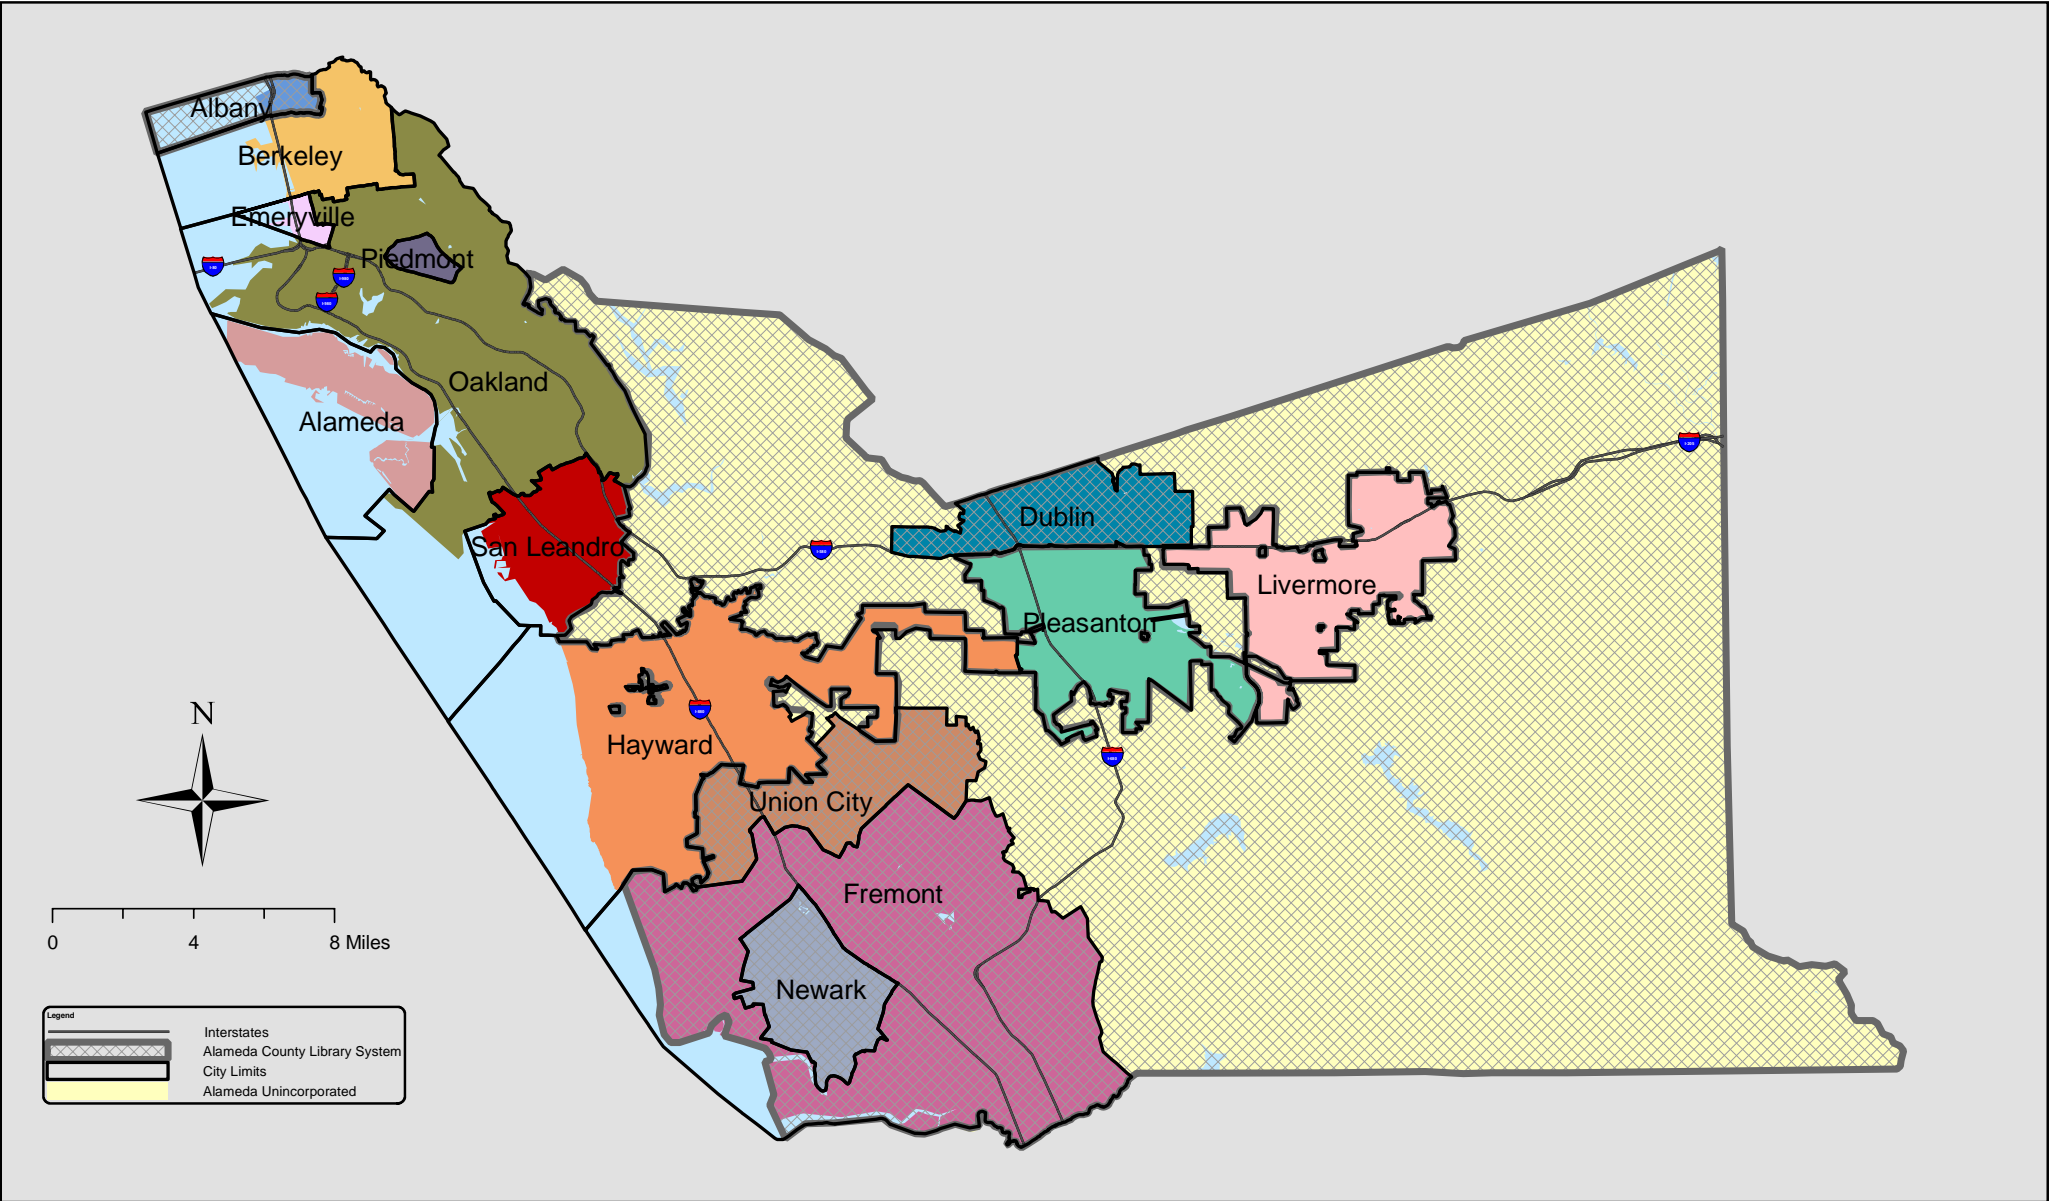 Albany
Berkeley
Emeryville
Piedmont
Oakland
Alameda
San Leandro
Dublin
Livermore
Pleasanton
Hayward
Union City
Fremont
Newark
N
0 4 8 Miles
Legend
Interstates
Alameda County Library System
City Limits
Alameda Unincorporated